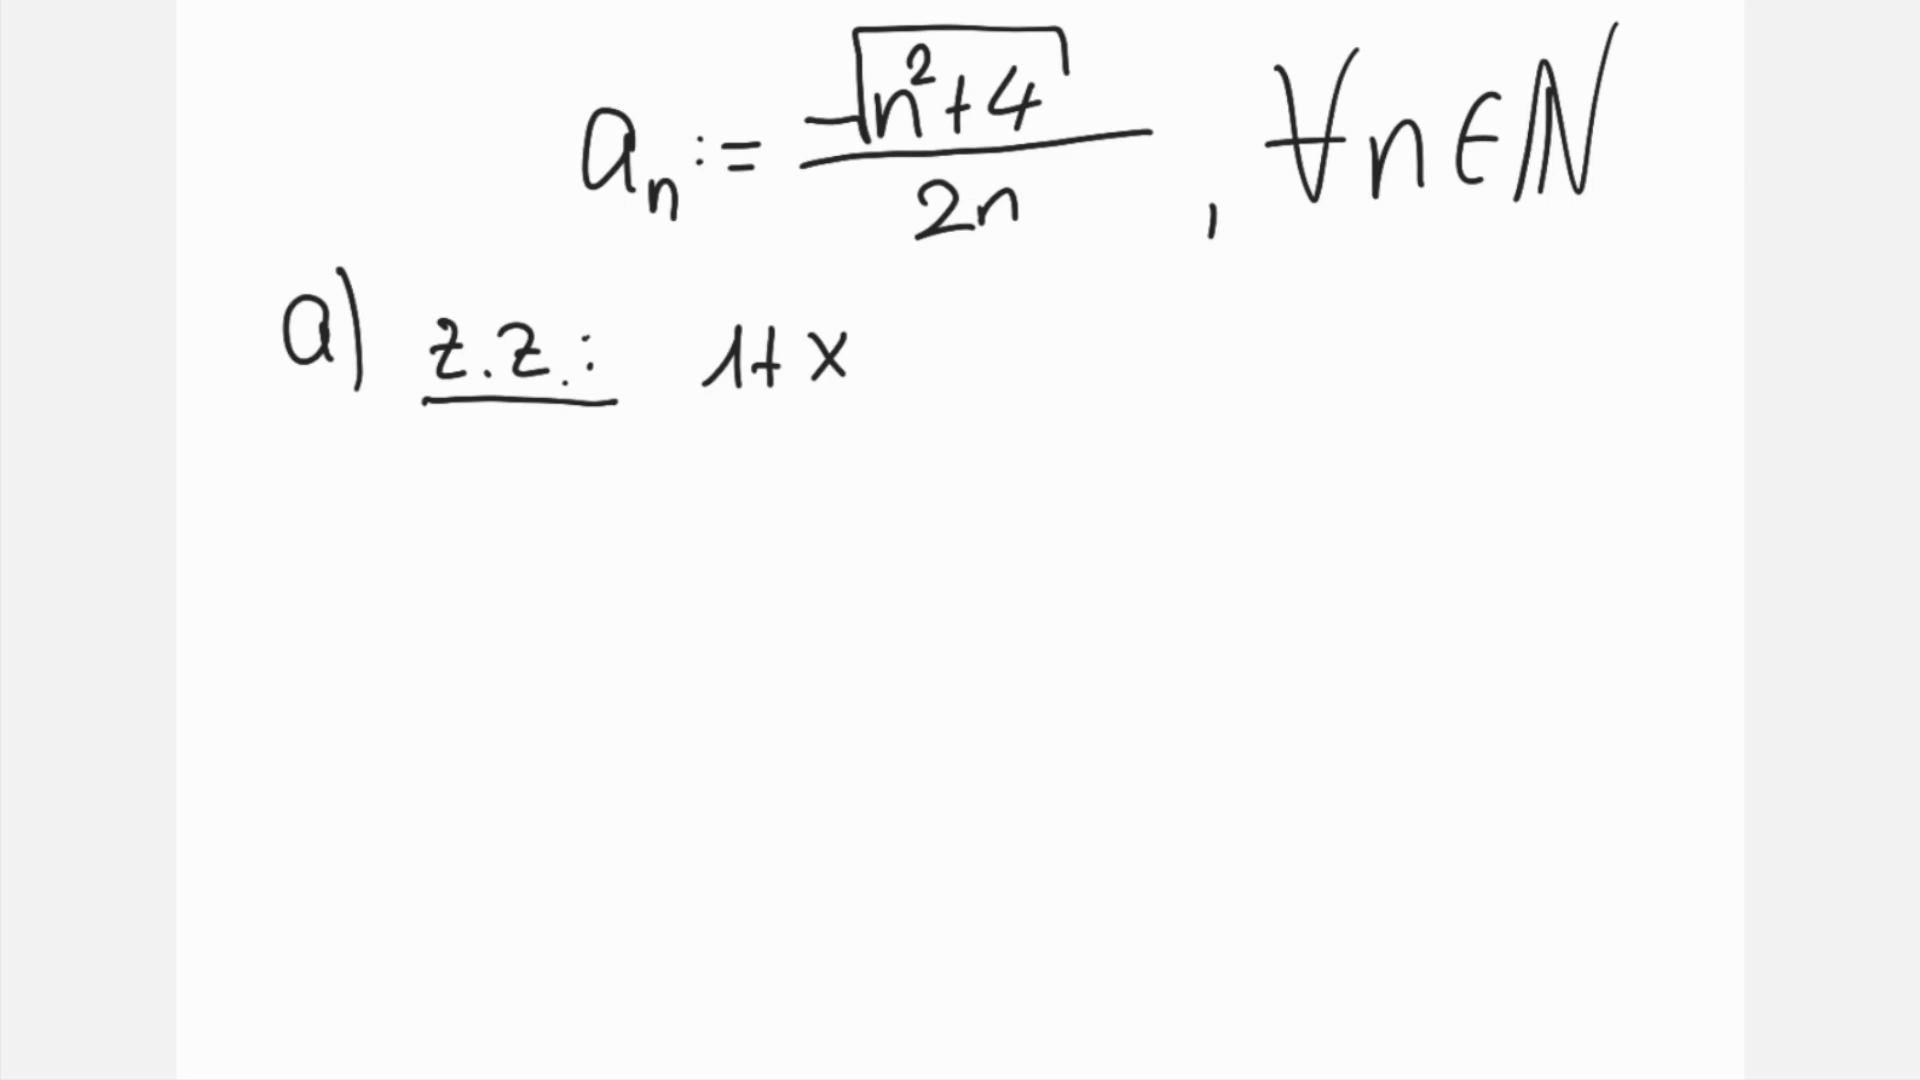 aₙ := √(n²+4) / 2n , ∀n∈ℕ
a) z.z.: 1+x